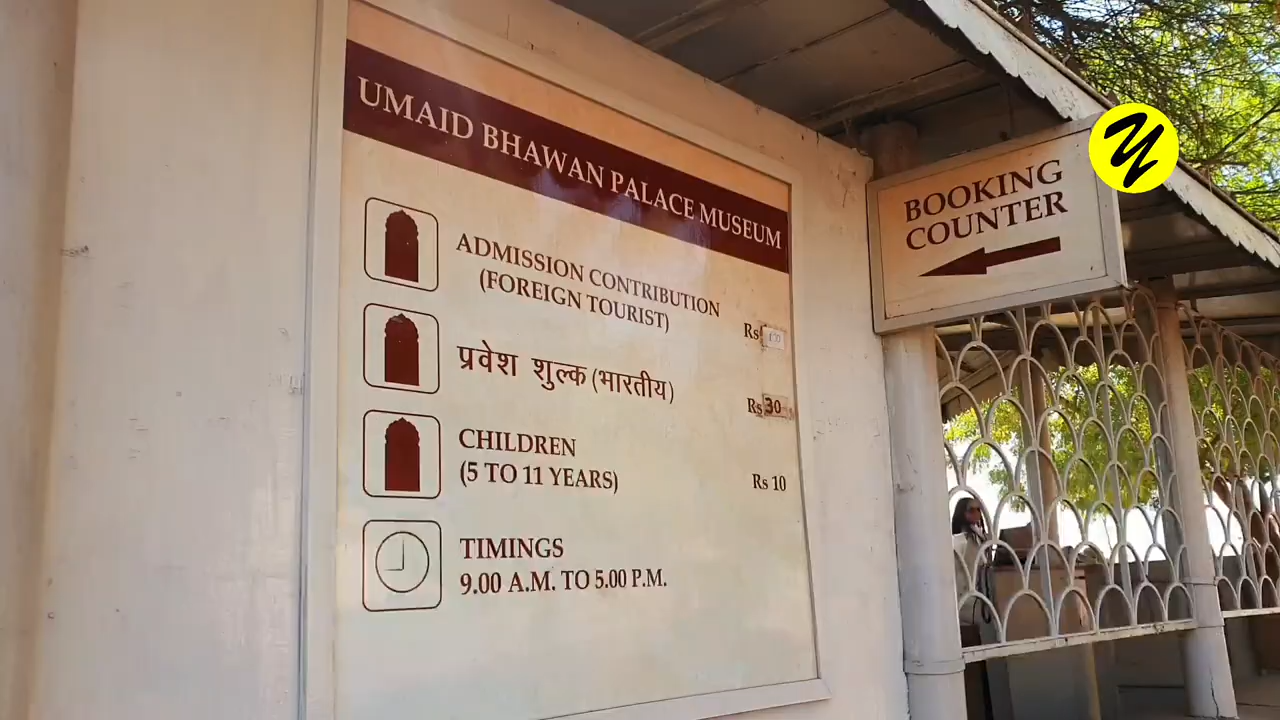 UMAID BHAWAN PALACE MUSEUM
ADMISSION CONTRIBUTION
(FOREIGN TOURIST)
Rs
प्रवेश शुल्क (भारतीय)
Rs 30
CHILDREN
(5 TO 11 YEARS)
Rs 10
TIMINGS
9.00 A.M. TO 5.00 P.M.
BOOKING
COUNTER
y